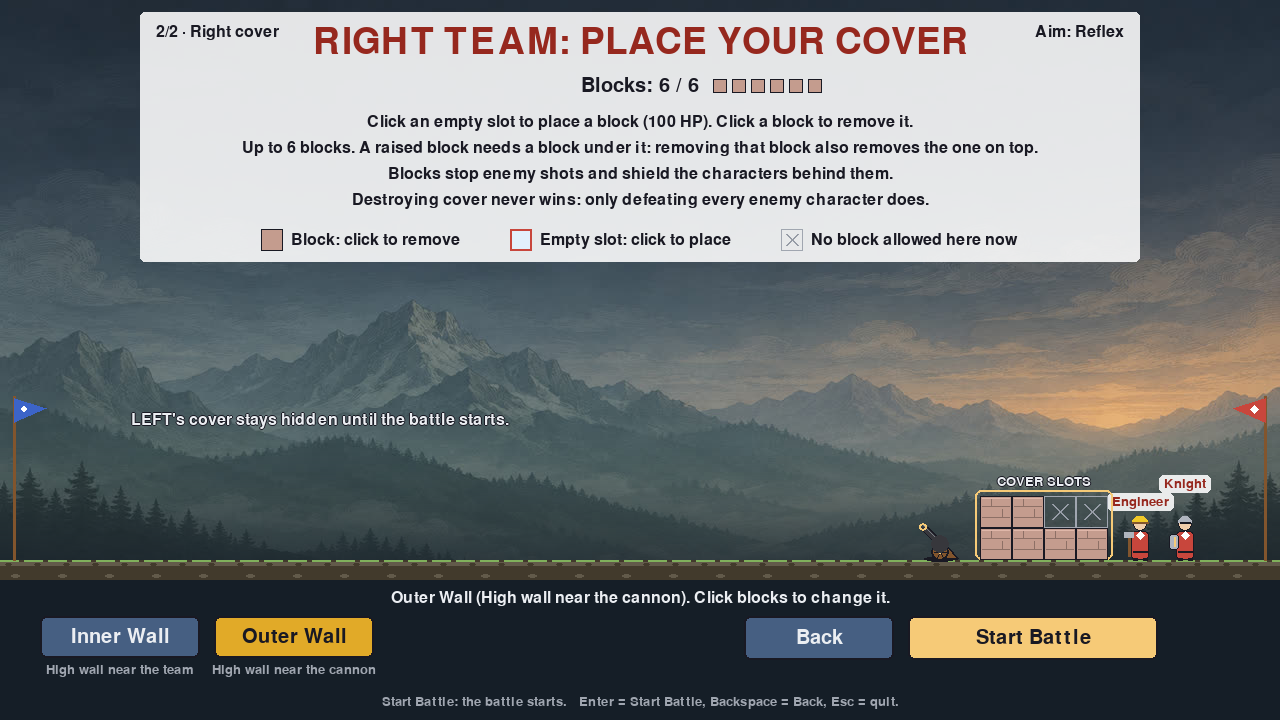 2/2 · Right cover
RIGHT TEAM: PLACE YOUR COVER
Aim: Reflex
Blocks: 6 / 6
Click an empty slot to place a block (100 HP). Click a block to remove it.
Up to 6 blocks. A raised block needs a block under it: removing that block also removes the one on top.
Blocks stop enemy shots and shield the characters behind them.
Destroying cover never wins: only defeating every enemy character does.
Block: click to remove
Empty slot: click to place
No block allowed here now
LEFT's cover stays hidden until the battle starts.
COVER SLOTS
Knight
Engineer
Outer Wall (High wall near the cannon). Click blocks to change it.
Inner Wall
Outer Wall
Back
Start Battle
High wall near the team
High wall near the cannon
Start Battle: the battle starts. Enter = Start Battle, Backspace = Back, Esc = quit.